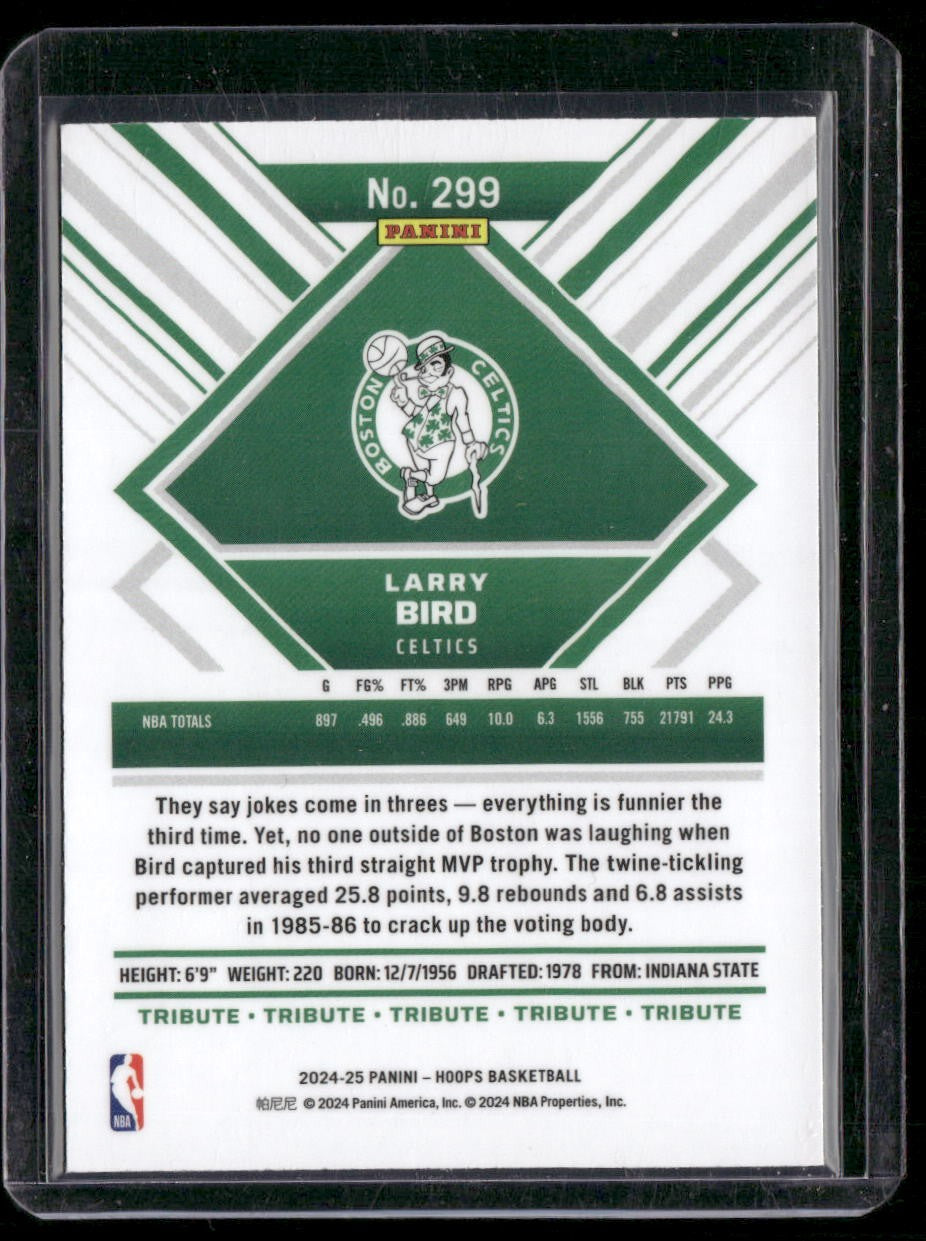 No. 299
PANINI
BOSTON CELTICS
LARRY
BIRD
CELTICS
G FG% FT% 3PM RPG APG STL BLK PTS PPG
NBA TOTALS 897 .496 .886 649 10.0 6.3 1556 755 21791 24.3
They say jokes come in threes — everything is funnier the
third time. Yet, no one outside of Boston was laughing when
Bird captured his third straight MVP trophy. The twine-tickling
performer averaged 25.8 points, 9.8 rebounds and 6.8 assists
in 1985-86 to crack up the voting body.
HEIGHT: 6'9" WEIGHT: 220 BORN: 12/7/1956 DRAFTED: 1978 FROM: INDIANA STATE
TRIBUTE • TRIBUTE • TRIBUTE • TRIBUTE • TRIBUTE
2024-25 PANINI – HOOPS BASKETBALL
帕尼尼 © 2024 Panini America, Inc. © 2024 NBA Properties, Inc.
NBA